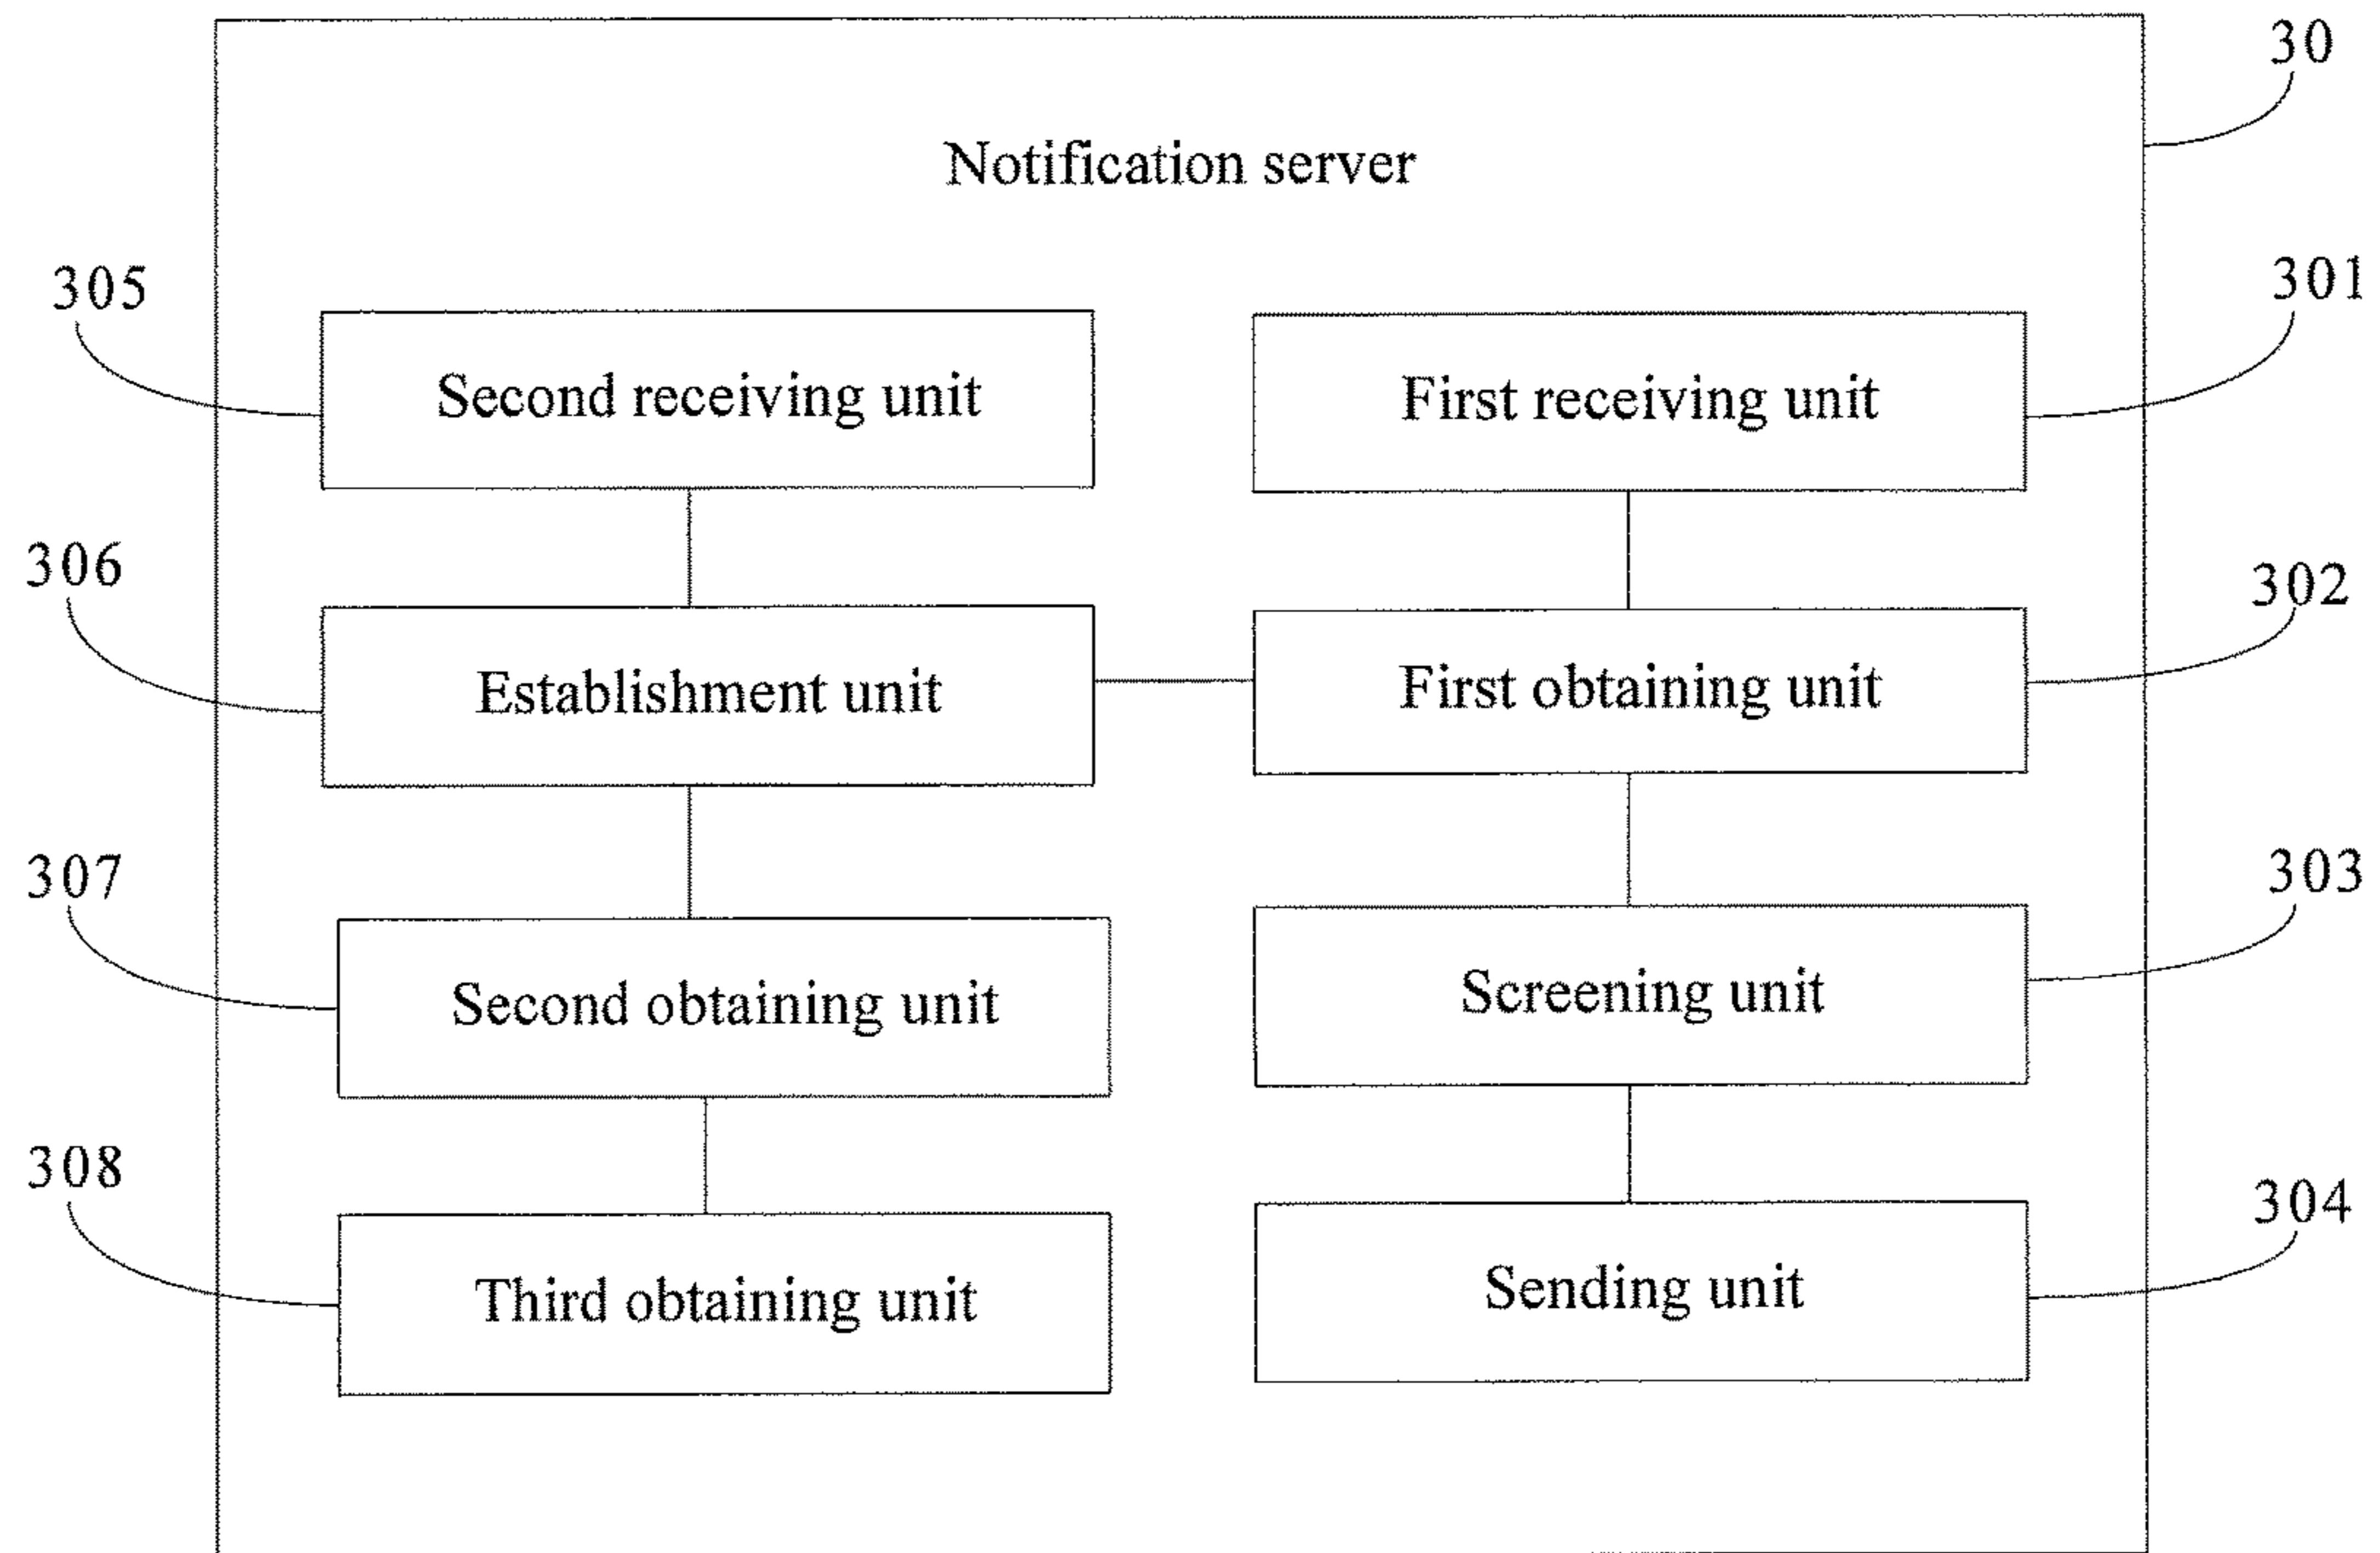 30
Notification server
305
301
Second receiving unit
First receiving unit
306
302
Establishment unit
First obtaining unit
307
303
Second obtaining unit
Screening unit
308
304
Third obtaining unit
Sending unit